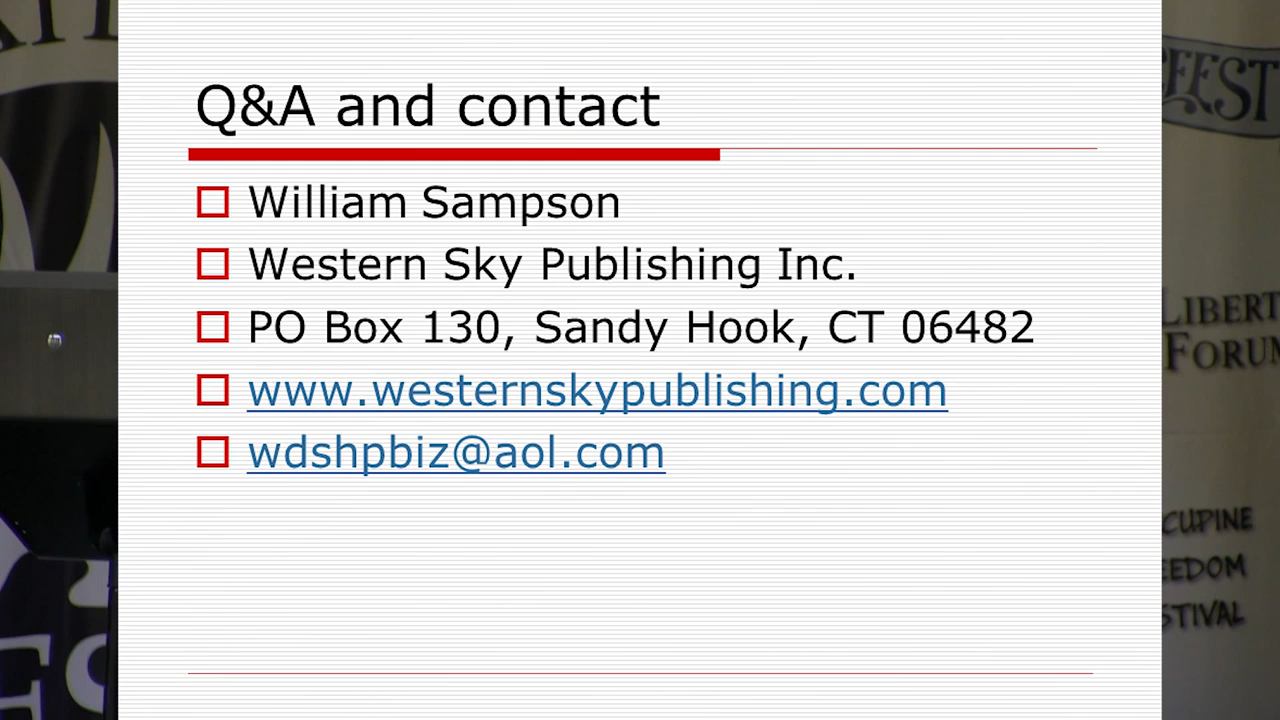 Q&A and contact
William Sampson
Western Sky Publishing Inc.
PO Box 130, Sandy Hook, CT 06482
www.westernskypublishing.com
wdshpbiz@aol.com